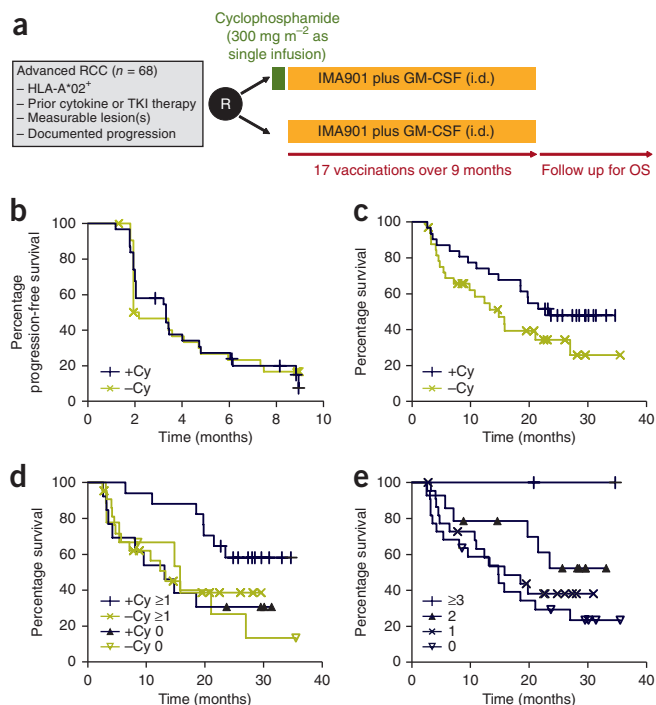 a
Cyclophosphamide
(300 mg m⁻² as
single infusion)
Advanced RCC (n = 68)
– HLA-A*02⁺
– Prior cytokine or TKI therapy
– Measurable lesion(s)
– Documented progression
R
IMA901 plus GM-CSF (i.d.)
IMA901 plus GM-CSF (i.d.)
17 vaccinations over 9 months
Follow up for OS
b
Percentage
progression-free survival
100
80
60
40
20
0
+Cy
–Cy
0
2
4
6
8
10
Time (months)
c
Percentage survival
100
80
60
40
20
0
+Cy
–Cy
0
10
20
30
40
Time (months)
d
Percentage survival
100
80
60
40
20
0
+Cy ≥1
–Cy ≥1
+Cy 0
–Cy 0
0
10
20
30
40
Time (months)
e
Percentage survival
100
80
60
40
20
0
≥3
2
1
0
0
10
20
30
40
Time (months)